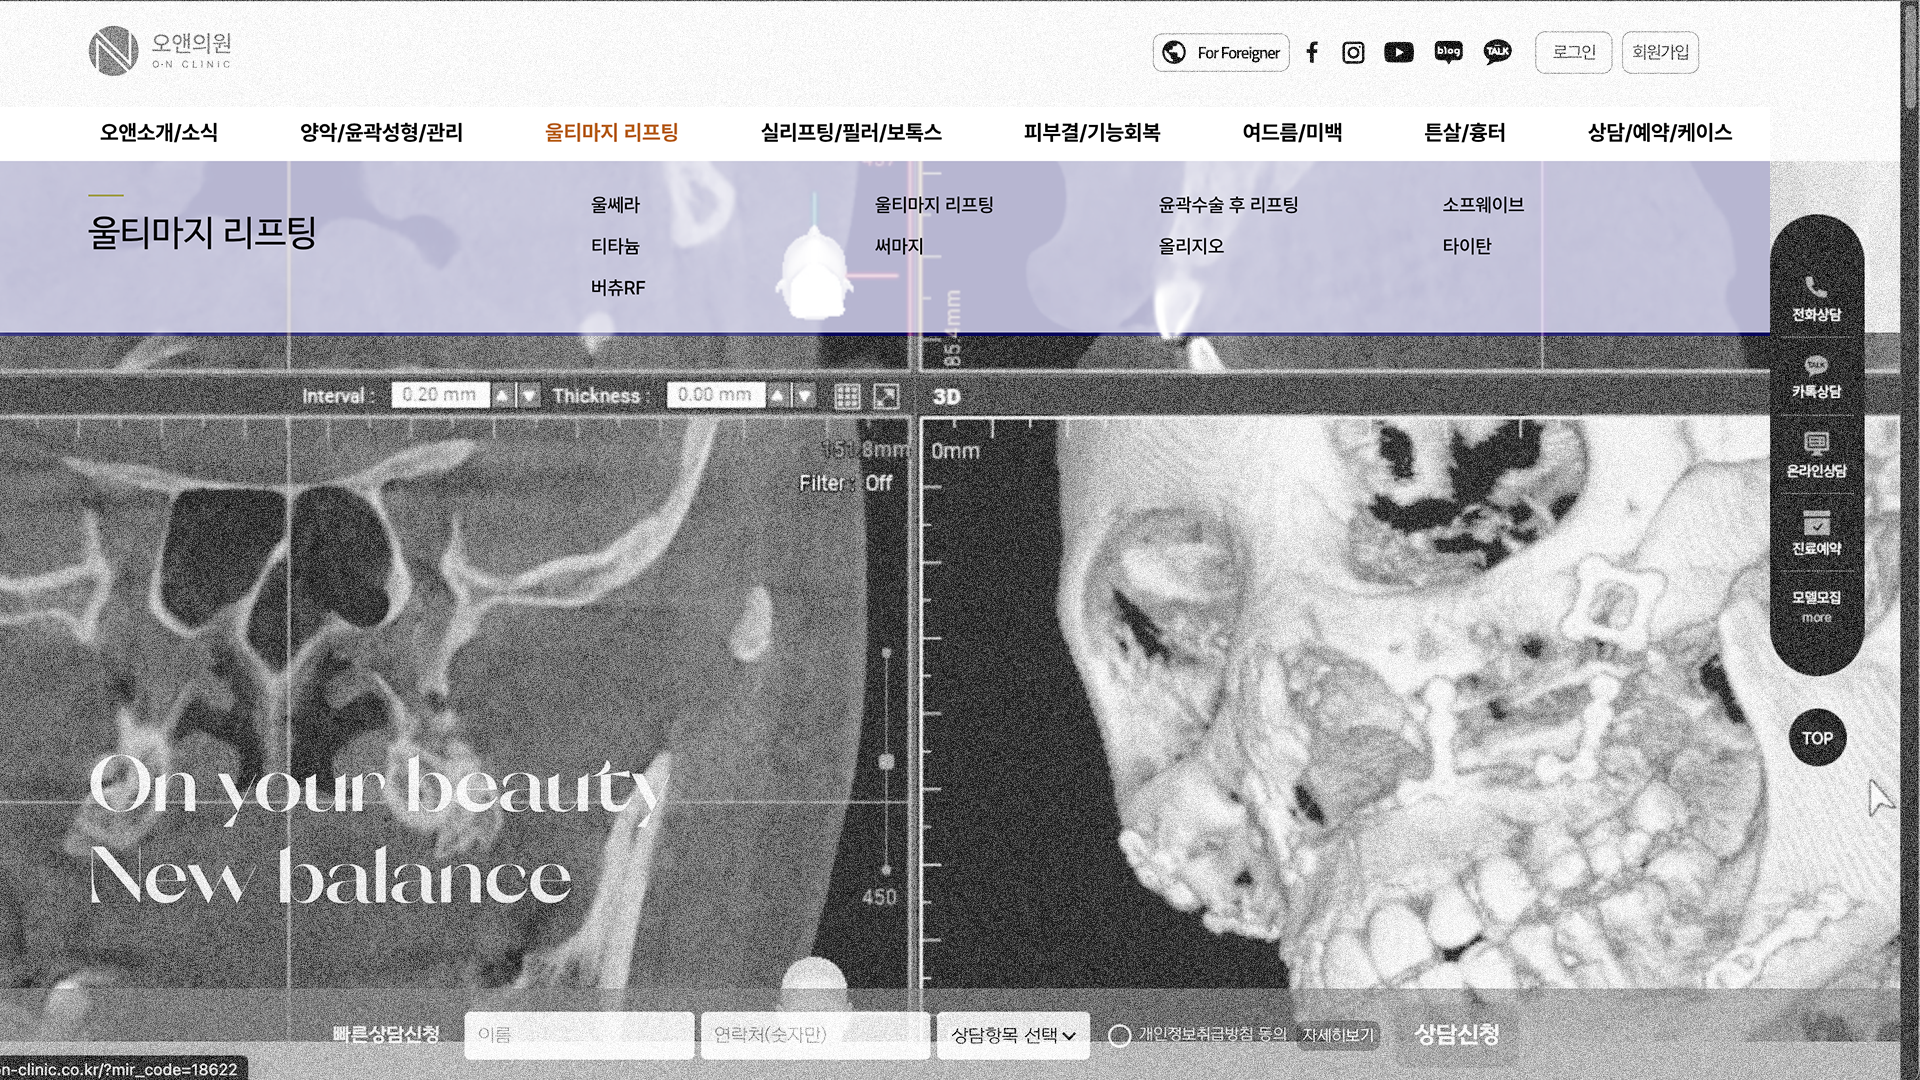 오앤의원
O·N CLINIC
For Foreigner
blog
TALK
로그인
회원가입
오앤소개/소식
양악/윤곽성형/관리
울티마지 리프팅
실리프팅/필러/보톡스
피부결/기능회복
여드름/미백
튼살/흉터
상담/예약/케이스
울티마지 리프팅
울쎄라
울티마지 리프팅
윤곽수술 후 리프팅
소프웨이브
티타늄
써마지
올리지오
타이탄
버츄RF
85.4mm
전화상담
TALK
카톡상담
온라인상담
진료예약
모델모집
more
TOP
Interval :
0.20 mm
Thickness :
0.00 mm
3D
151.8mm
0mm
Filter : Off
450
On your beauty
New balance
빠른상담신청
이름
연락처(숫자만)
상담항목 선택
개인정보취급방침 동의
자세히보기
상담신청
n-clinic.co.kr/?mir_code=18622